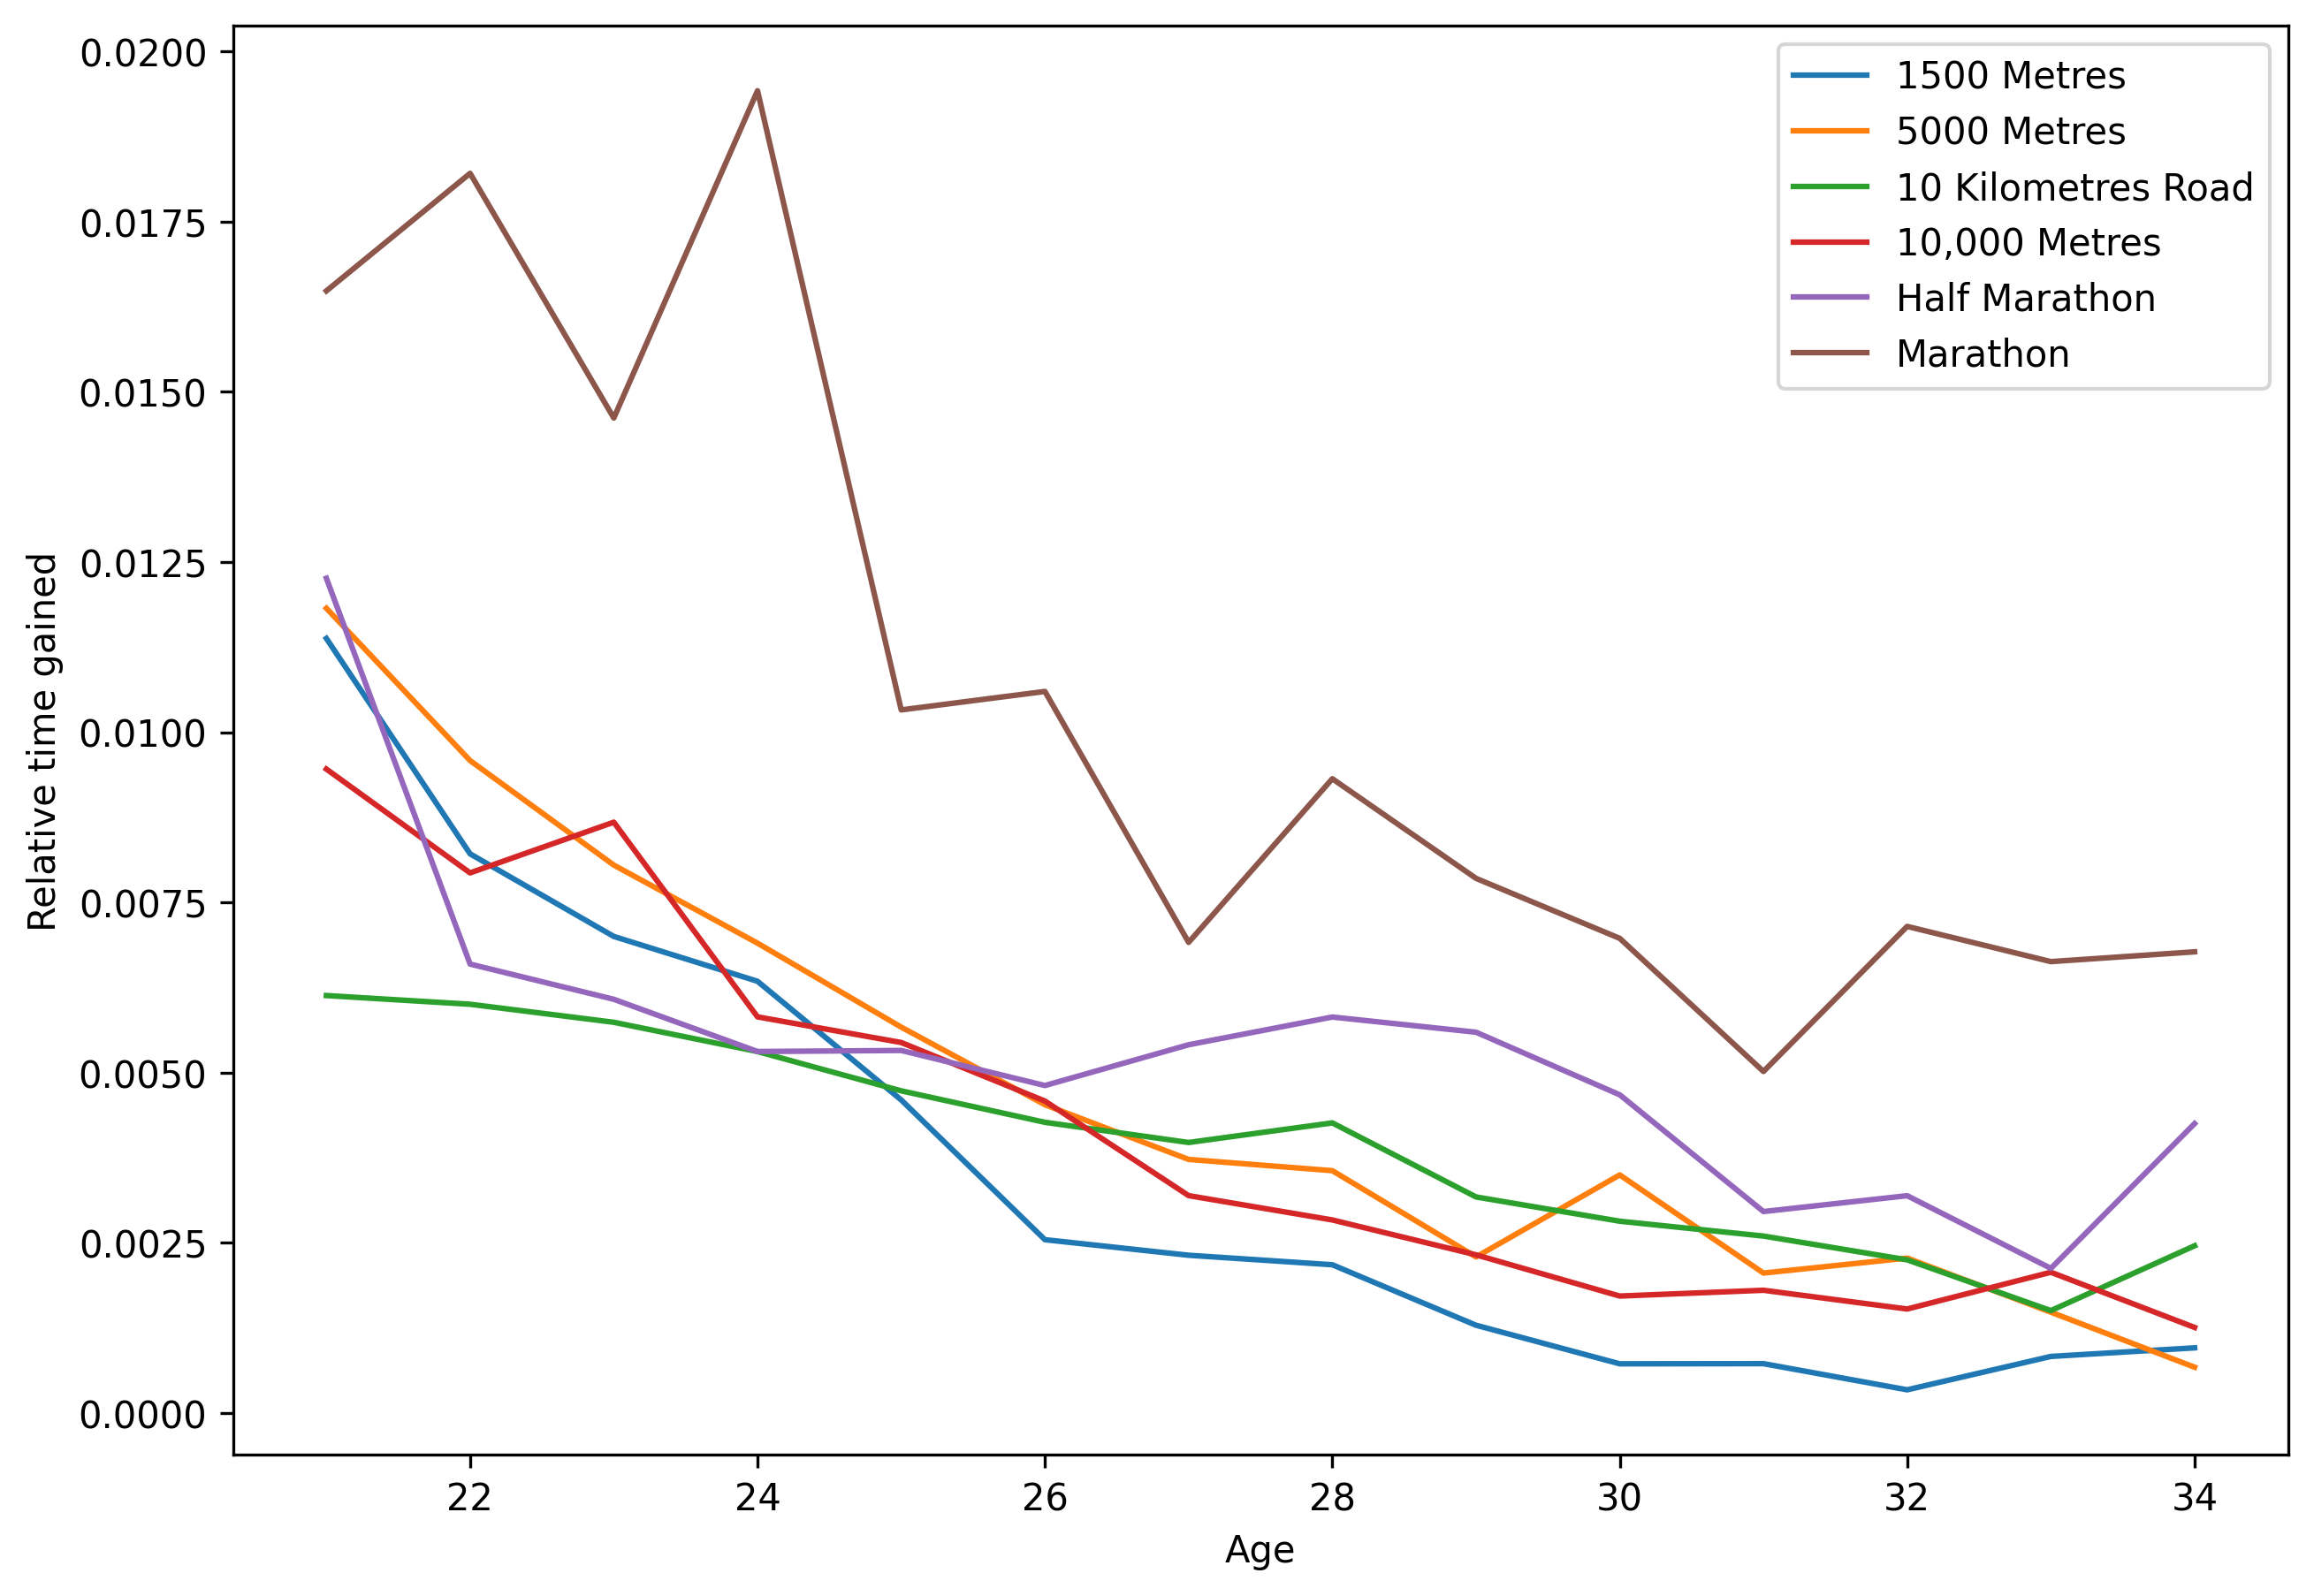 0.0200
0.0175
0.0150
0.0125
0.0100
0.0075
0.0050
0.0025
0.0000
Relative time gained
22 24 26 28 30 32 34
Age
1500 Metres
5000 Metres
10 Kilometres Road
10,000 Metres
Half Marathon
Marathon